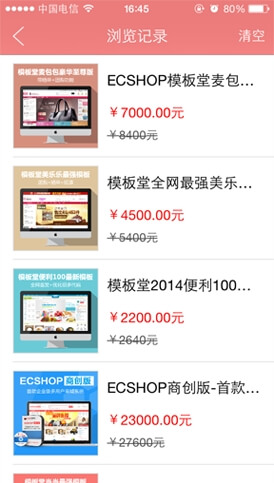 中国电信 16:45 80%
浏览记录 清空
模板堂麦包包豪华至尊版
ECSHOP模板堂麦包...
￥7000.00元
￥8400元
模板堂美乐乐最强模板
模板堂全网最强美乐...
￥4500.00元
￥5400元
模板堂便利100最新模板
模板堂2014便利100...
￥2200.00元
￥2640元
ECSHOP 商创版
ECSHOP商创版-首款...
￥23000.00元
￥27600元